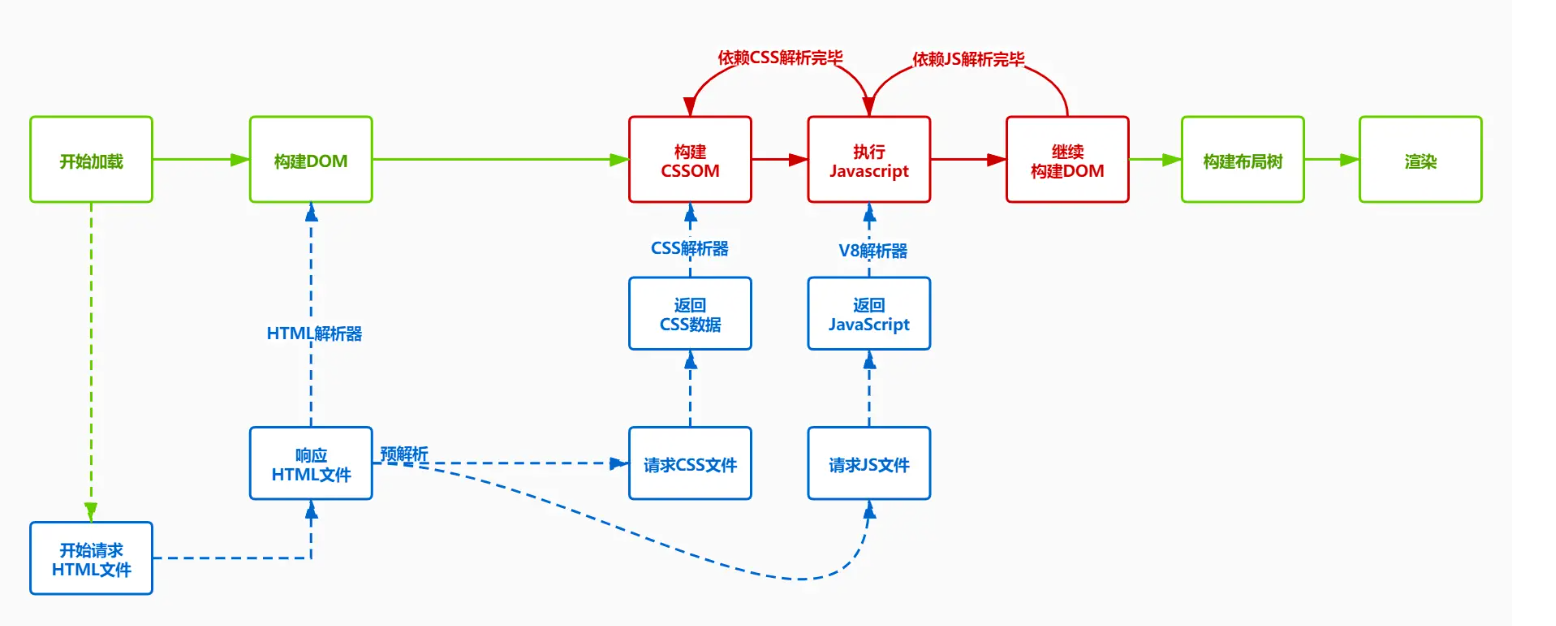 依赖CSS解析完毕
依赖JS解析完毕
开始加载
构建DOM
构建
CSSOM
执行
Javascript
继续
构建DOM
构建布局树
渲染
CSS解析器
V8解析器
返回
CSS数据
返回
JavaScript
HTML解析器
响应
HTML文件
预解析
请求CSS文件
请求JS文件
开始请求
HTML文件